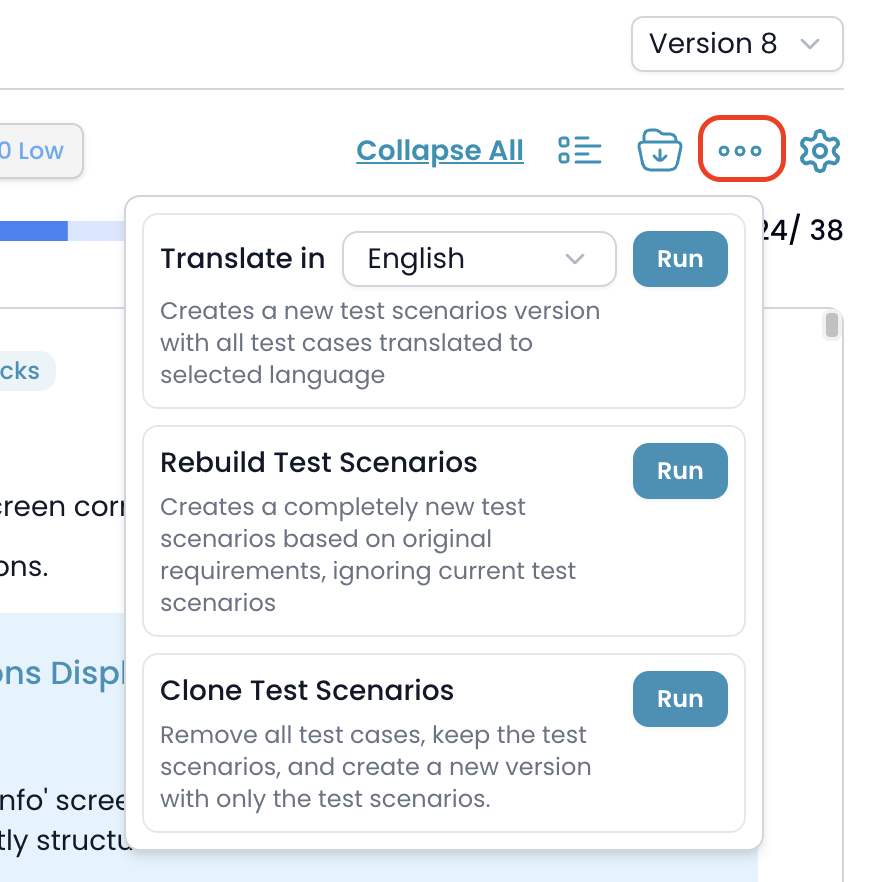 Version 8
0 Low
Collapse All
24/ 38
Translate in English Run
Creates a new test scenarios version
with all test cases translated to
selected language
cks
Rebuild Test Scenarios Run
Creates a completely new test
scenarios based on original
requirements, ignoring current test
scenarios
creen corr
ons.
ons Displ
Clone Test Scenarios Run
Remove all test cases, keep the test
scenarios, and create a new version
with only the test scenarios.
nfo' scree
tly structu